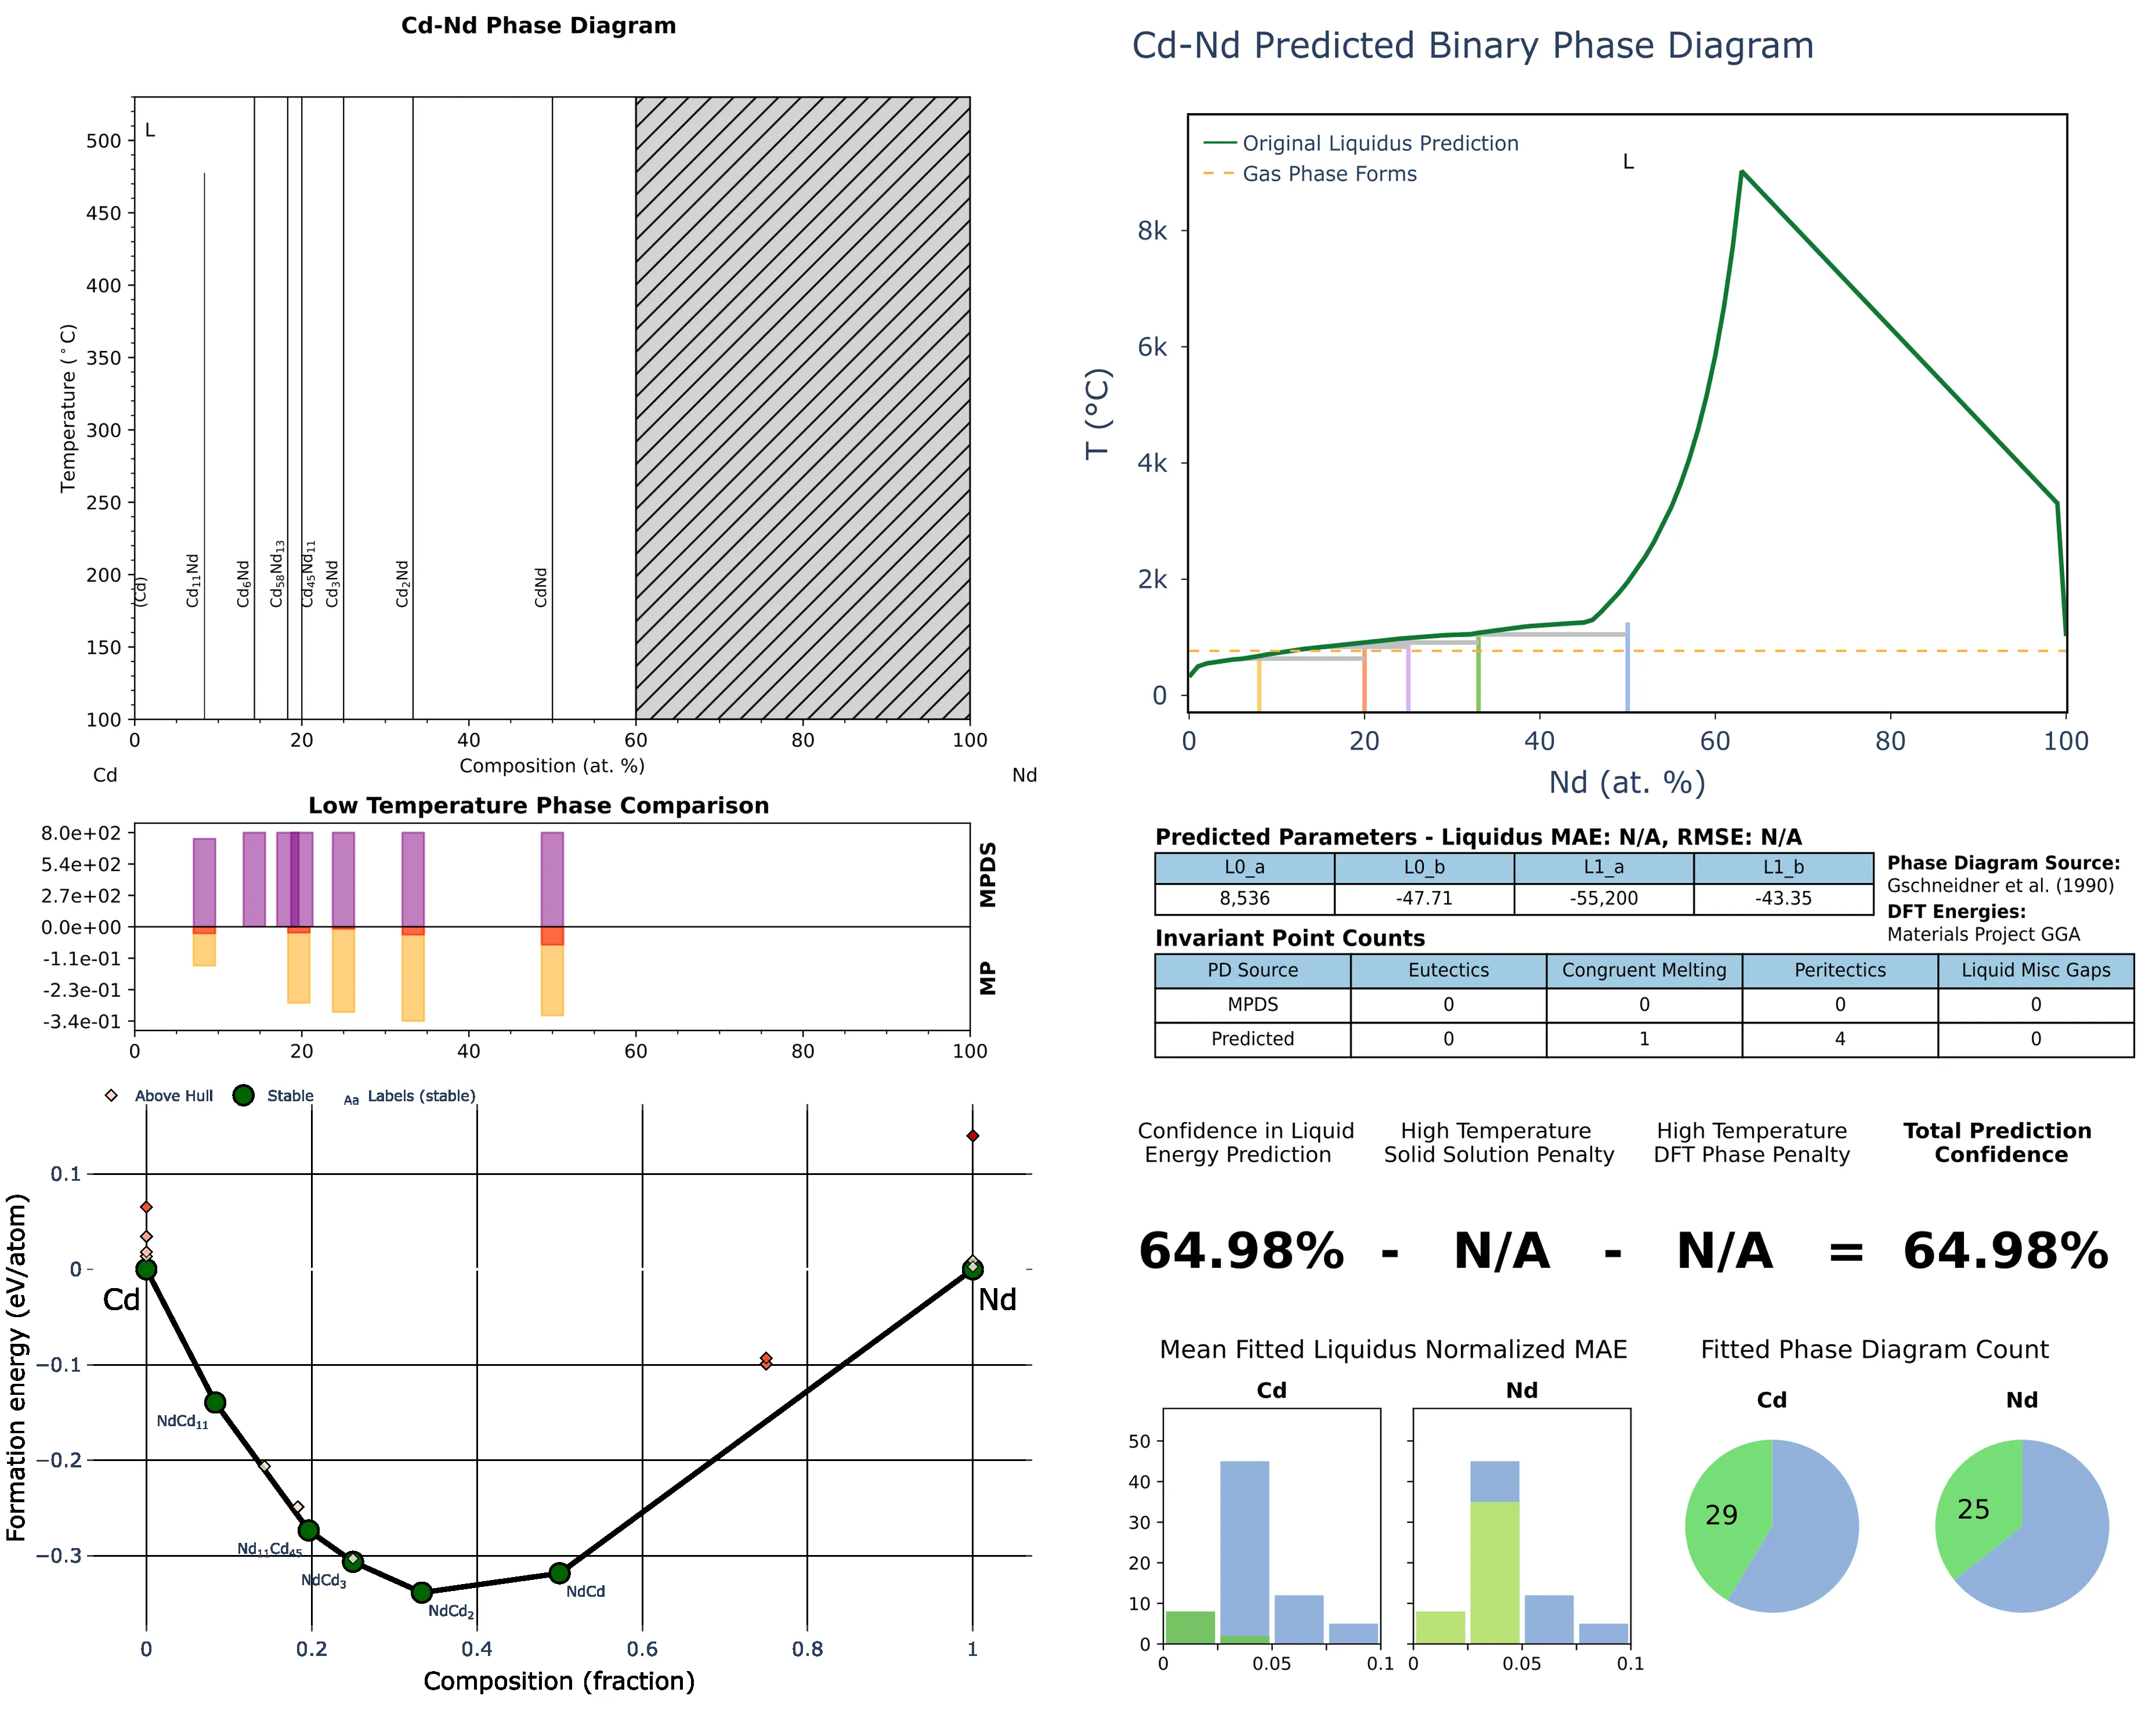 Cd-Nd Phase Diagram
L
500
450
400
350
300
250
200
150
100
Temperature (°C)
(Cd)
Cd11Nd
Cd6Nd
Cd58Nd13
Cd45Nd11
Cd3Nd
Cd2Nd
CdNd
0 20 40 60 80 100
Composition (at. %)
Cd Nd
Low Temperature Phase Comparison
8.0e+02
5.4e+02
2.7e+02
0.0e+00
-1.1e-01
-2.3e-01
-3.4e-01
MPDS
MP
0 20 40 60 80 100
Above Hull Stable Aa Labels (stable)
0.1
0
−0.1
−0.2
−0.3
Formation energy (eV/atom)
Cd
Nd
NdCd11
Nd11Cd45
NdCd3
NdCd2
NdCd
0 0.2 0.4 0.6 0.8 1
Composition (fraction)
Cd-Nd Predicted Binary Phase Diagram
Original Liquidus Prediction
Gas Phase Forms
L
8k
6k
4k
2k
0
T (°C)
0 20 40 60 80 100
Nd (at. %)
Predicted Parameters - Liquidus MAE: N/A, RMSE: N/A
L0_a L0_b L1_a L1_b
8,536 -47.71 -55,200 -43.35
Phase Diagram Source:
Gschneidner et al. (1990)
DFT Energies:
Materials Project GGA
Invariant Point Counts
PD Source Eutectics Congruent Melting Peritectics Liquid Misc Gaps
MPDS 0 0 0 0
Predicted 0 1 4 0
Confidence in Liquid Energy Prediction
High Temperature Solid Solution Penalty
High Temperature DFT Phase Penalty
Total Prediction Confidence
64.98% - N/A - N/A = 64.98%
Mean Fitted Liquidus Normalized MAE
Cd Nd
50
40
30
20
10
0
0 0.05 0.1 0 0.05 0.1
Fitted Phase Diagram Count
Cd Nd
29 25